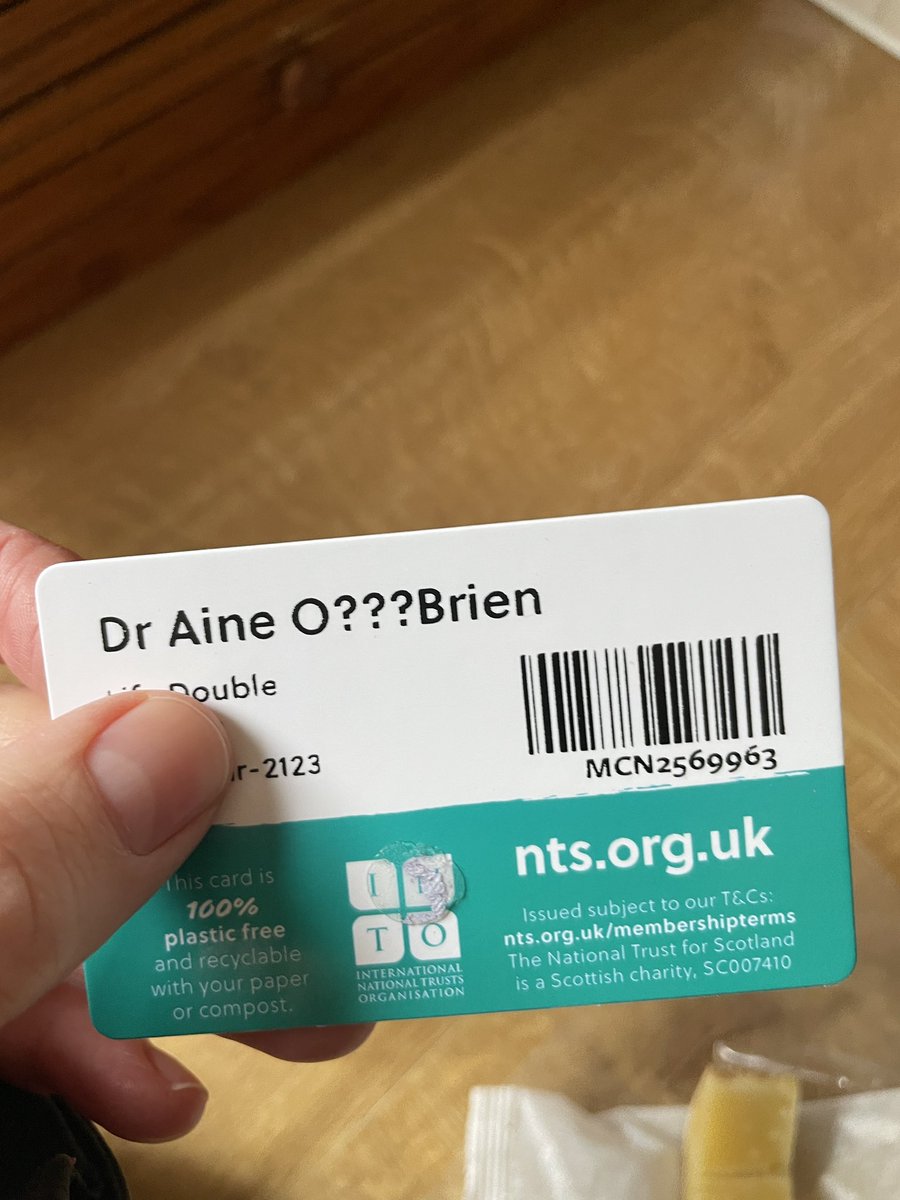 Dr Aine O???Brien
Double
-2123
MCN2569963
nts.org.uk
This card is
100%
plastic free
and recyclable
with your paper
or compost.
I
T O
INTERNATIONAL
NATIONAL TRUSTS
ORGANISATION
Issued subject to our T&Cs:
nts.org.uk/membershipterms
The National Trust for Scotland
is a Scottish charity, SC007410